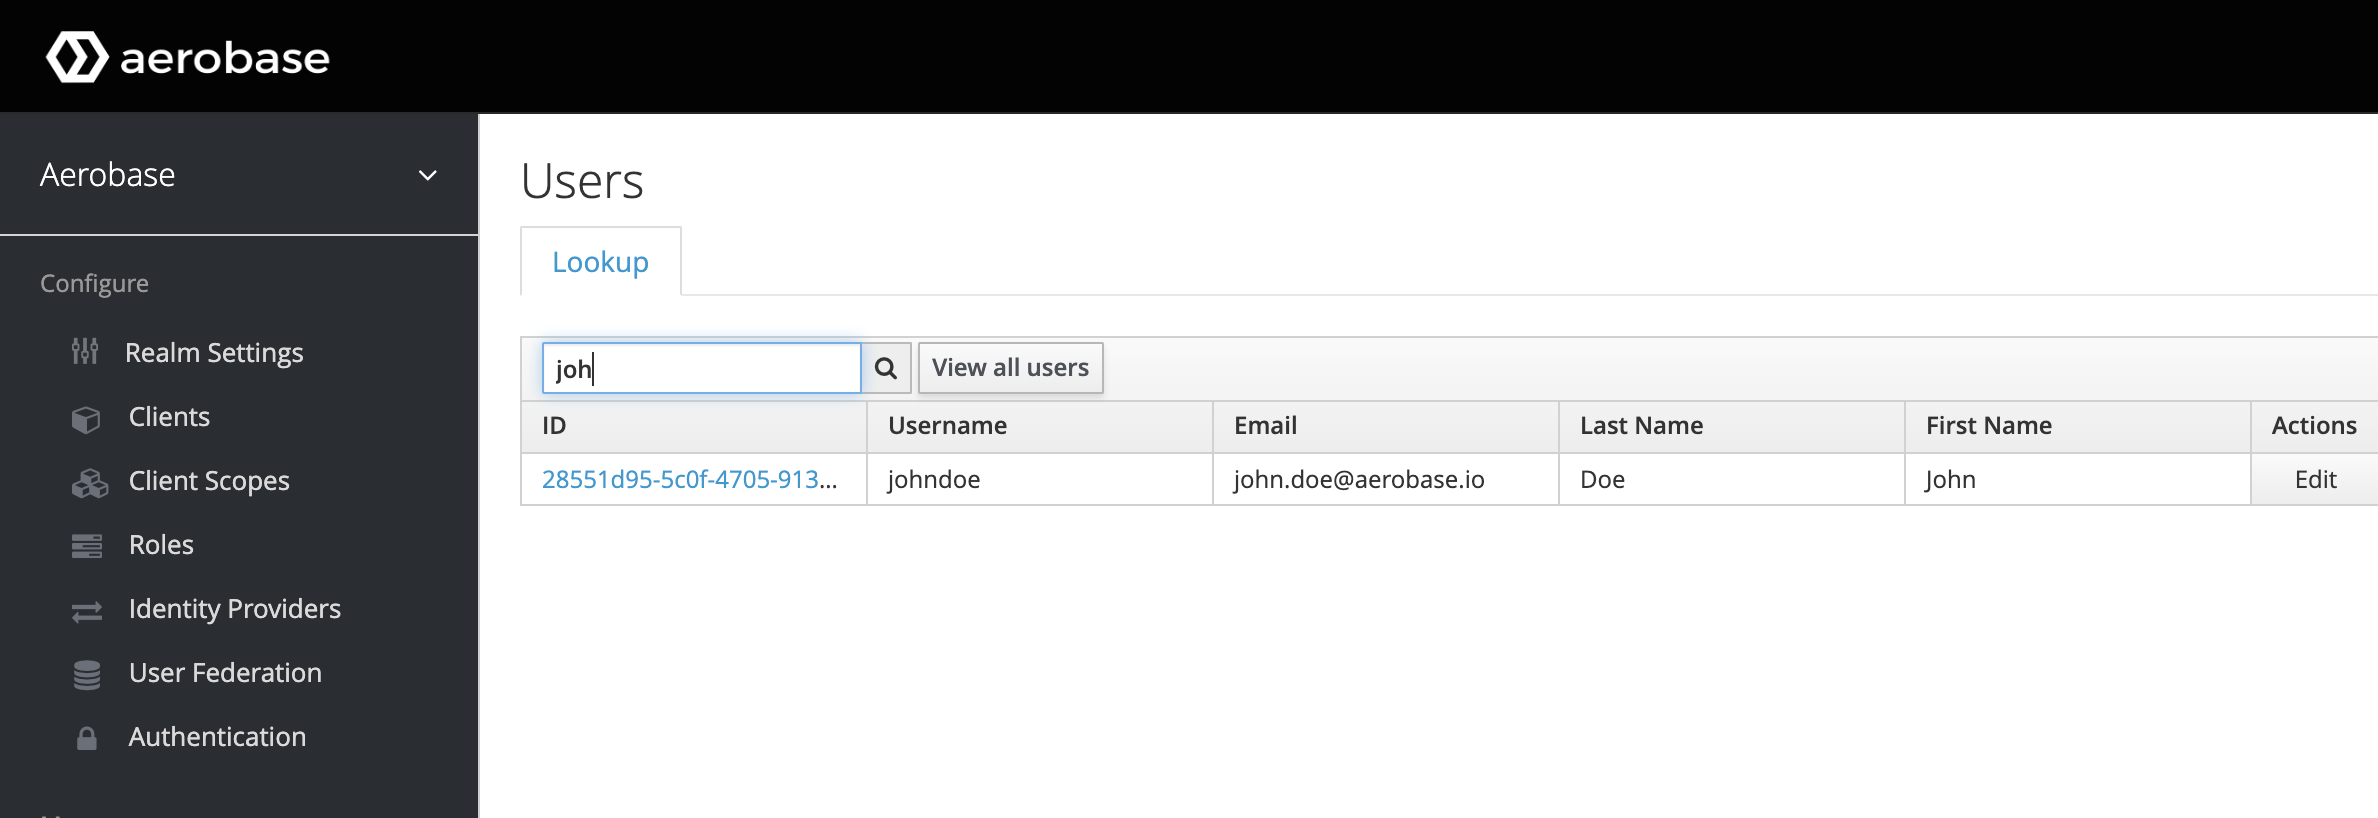 aerobase
Aerobase
Configure
Realm Settings
Clients
Client Scopes
Roles
Identity Providers
User Federation
Authentication
Users
Lookup
joh
View all users
ID Username Email Last Name First Name Actions
28551d95-5c0f-4705-913... johndoe john.doe@aerobase.io Doe John Edit